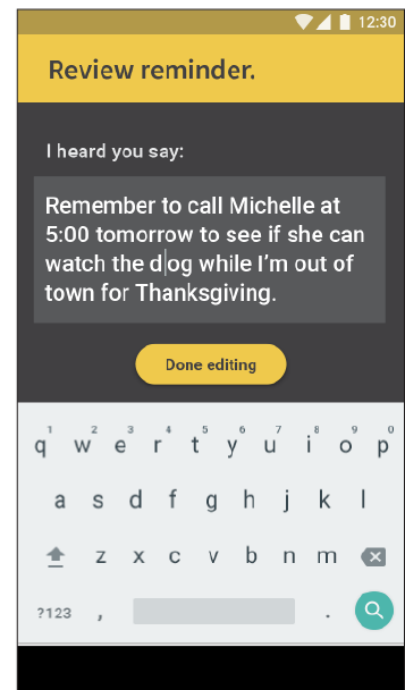 12:30
Review reminder.
I heard you say:
Remember to call Michelle at
5:00 tomorrow to see if she can
watch the dog while I'm out of
town for Thanksgiving.
Done editing
1 2 3 4 5 6 7 8 9 0
q w e r t y u i o p
a s d f g h j k l
z x c v b n m
?123 , .